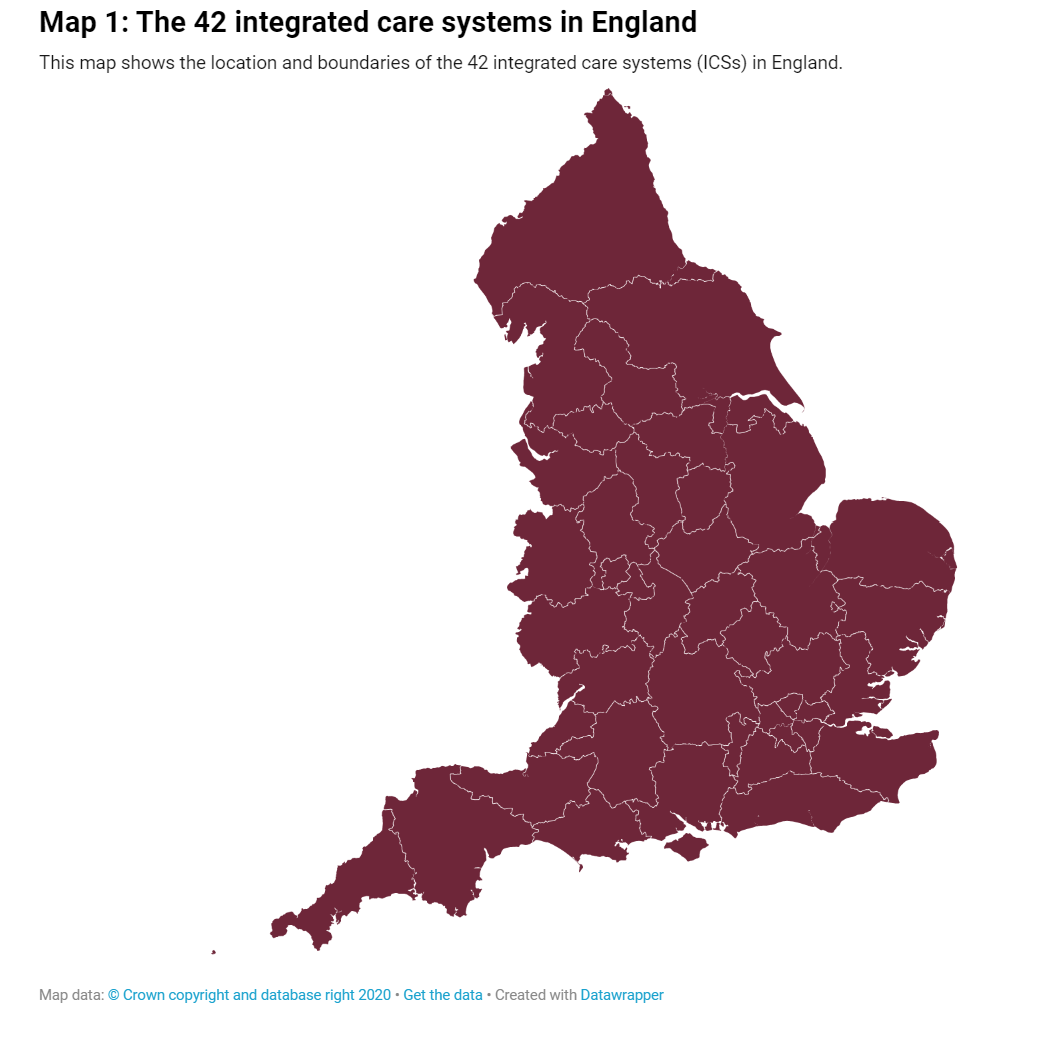 Map 1: The 42 integrated care systems in England
This map shows the location and boundaries of the 42 integrated care systems (ICSs) in England.
Map data: © Crown copyright and database right 2020 • Get the data • Created with Datawrapper